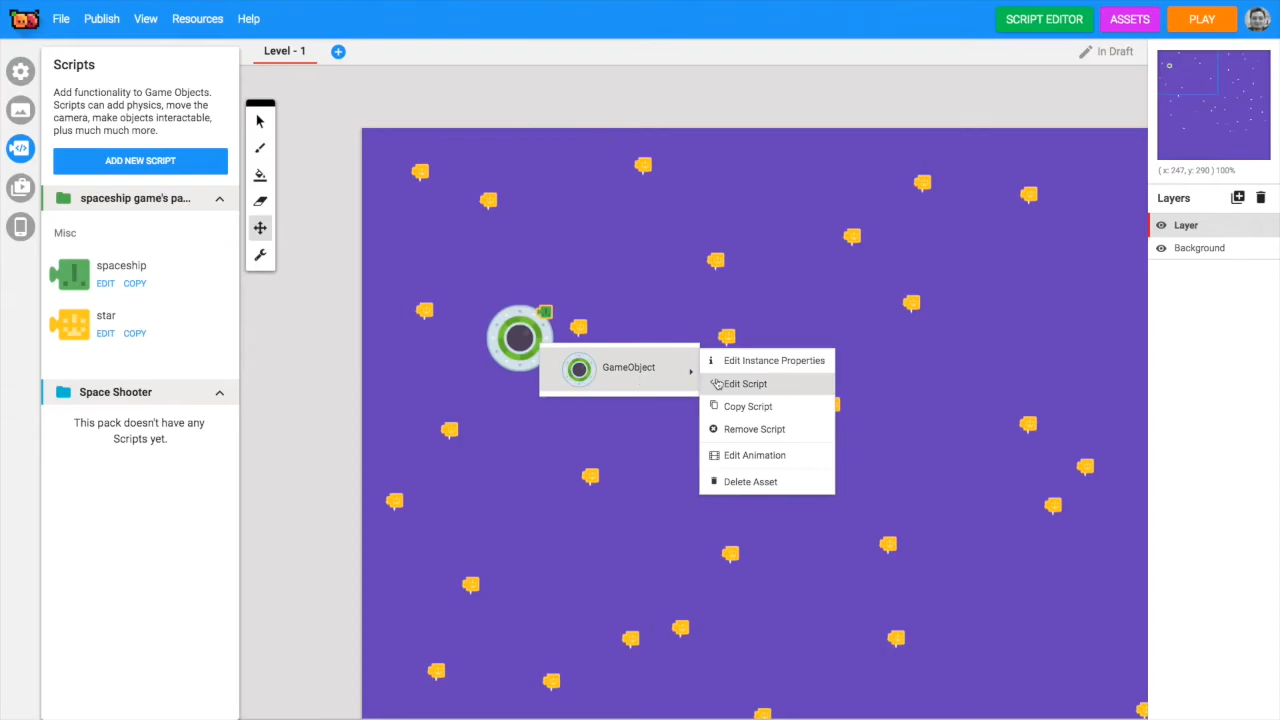 File
Publish
View
Resources
Help
SCRIPT EDITOR
ASSETS
PLAY
Scripts
Add functionality to Game Objects.
Scripts can add physics, move the
camera, make objects interactable,
plus much much more.
ADD NEW SCRIPT
spaceship game's pa...
Misc
spaceship
EDIT COPY
star
EDIT COPY
Space Shooter
This pack doesn't have any
Scripts yet.
Level - 1
In Draft
GameObject
Edit Instance Properties
Edit Script
Copy Script
Remove Script
Edit Animation
Delete Asset
( x: 247, y: 290 ) 100%
Layers
Layer
Background